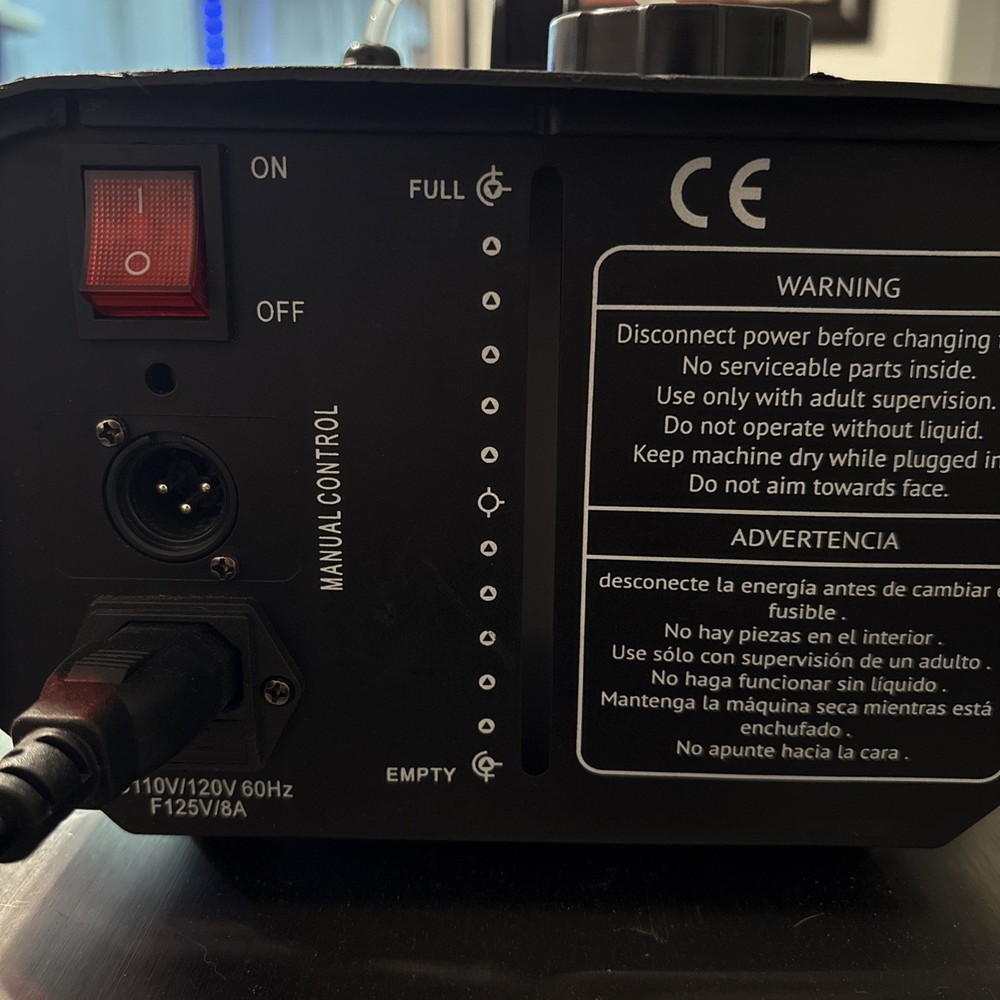 ON
I
O
OFF
MANUAL CONTROL
110V/120V 60Hz
F125V/8A
FULL
EMPTY
CE
WARNING
Disconnect power before changing
No serviceable parts inside.
Use only with adult supervision.
Do not operate without liquid.
Keep machine dry while plugged in
Do not aim towards face.
ADVERTENCIA
desconecte la energía antes de cambiar
fusible .
No hay piezas en el interior .
Use sólo con supervisión de un adulto .
No haga funcionar sin líquido .
Mantenga la máquina seca mientras está
enchufado .
No apunte hacia la cara .